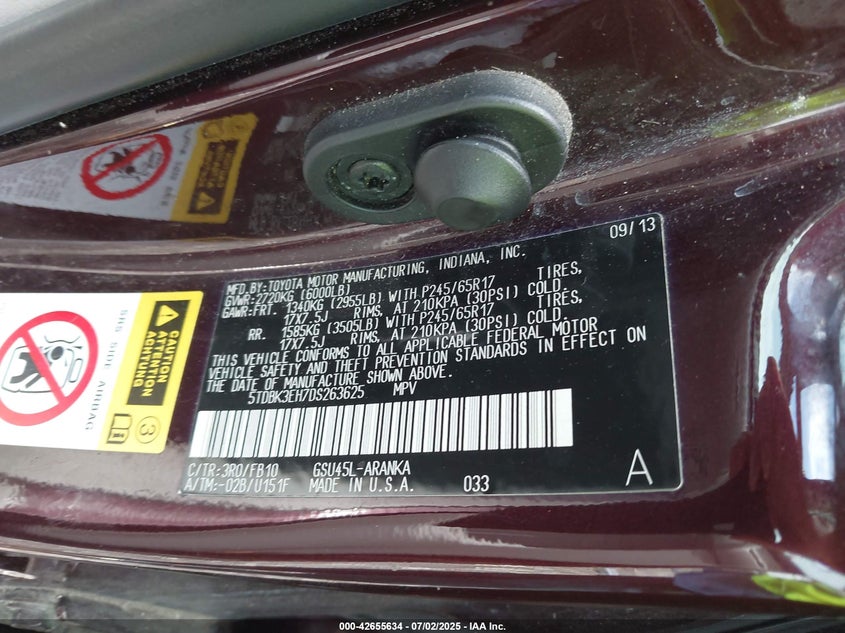 09/13
MFD.BY:TOYOTA MOTOR MANUFACTURING, INDIANA, INC.
GVWR:2720KG (6000LB)
GAWR:FRT. 1340KG (2955LB) WITH P245/65R17 TIRES,
17X7.5J RIMS, AT 210KPA (30PSI) COLD.
RR. 1585KG (3505LB) WITH P245/65R17 TIRES,
17X7.5J RIMS, AT 210KPA (30PSI) COLD.
THIS VEHICLE CONFORMS TO ALL APPLICABLE FEDERAL MOTOR
VEHICLE SAFETY AND THEFT PREVENTION STANDARDS IN EFFECT ON
THE DATE OF MANUFACTURE SHOWN ABOVE.
5TDBK3EH7DS263625 MPV
C/TR:3R0/FB10 GSU45L-ARANKA
A/TM:-02B/U151F MADE IN U.S.A. 033 A
SRS SIDE AIRBAG
CAUTION
ATTENTION
ACHTUNG
3
000-42655634 / 07/02/2025 - IAA Inc.